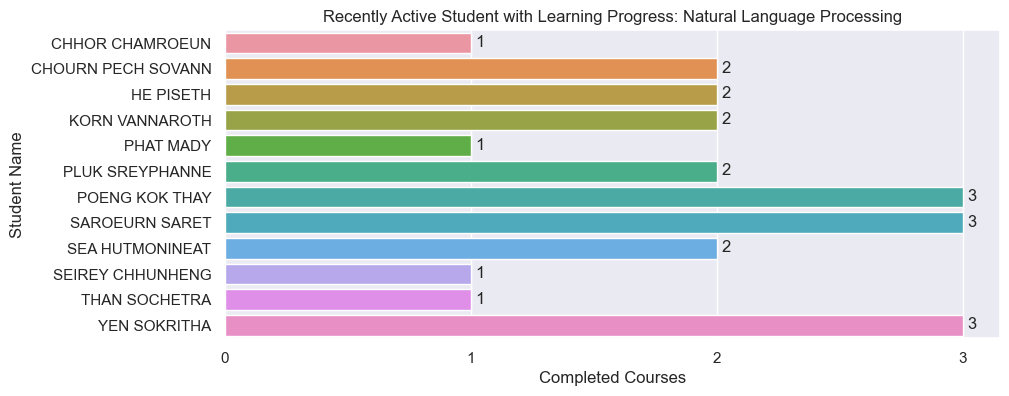 Recently Active Student with Learning Progress: Natural Language Processing
Student Name
CHHOR CHAMROEUN 1
CHOURN PECH SOVANN 2
HE PISETH 2
KORN VANNAROTH 2
PHAT MADY 1
PLUK SREYPHANNE 2
POENG KOK THAY 3
SAROEURN SARET 3
SEA HUTMONINEAT 2
SEIREY CHHUNHENG 1
THAN SOCHETRA 1
YEN SOKRITHA 3
0 1 2 3
Completed Courses